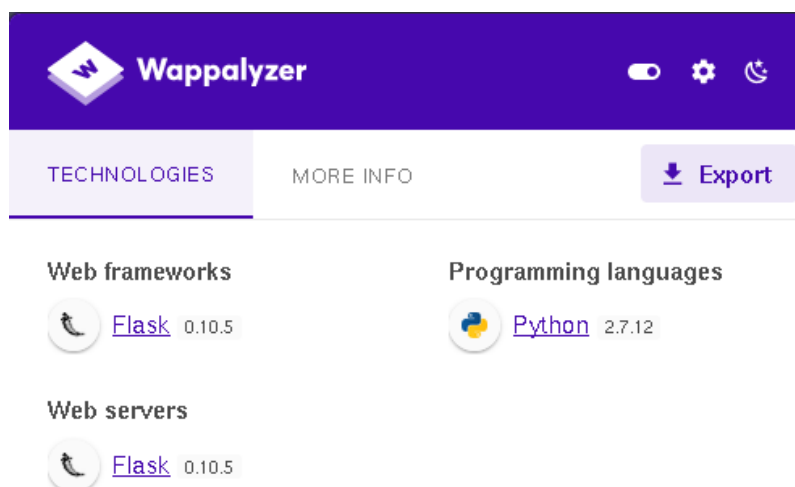 Wappalyzer
TECHNOLOGIES MORE INFO Export
Web frameworks Programming languages
Flask 0.10.5 Python 2.7.12
Web servers
Flask 0.10.5